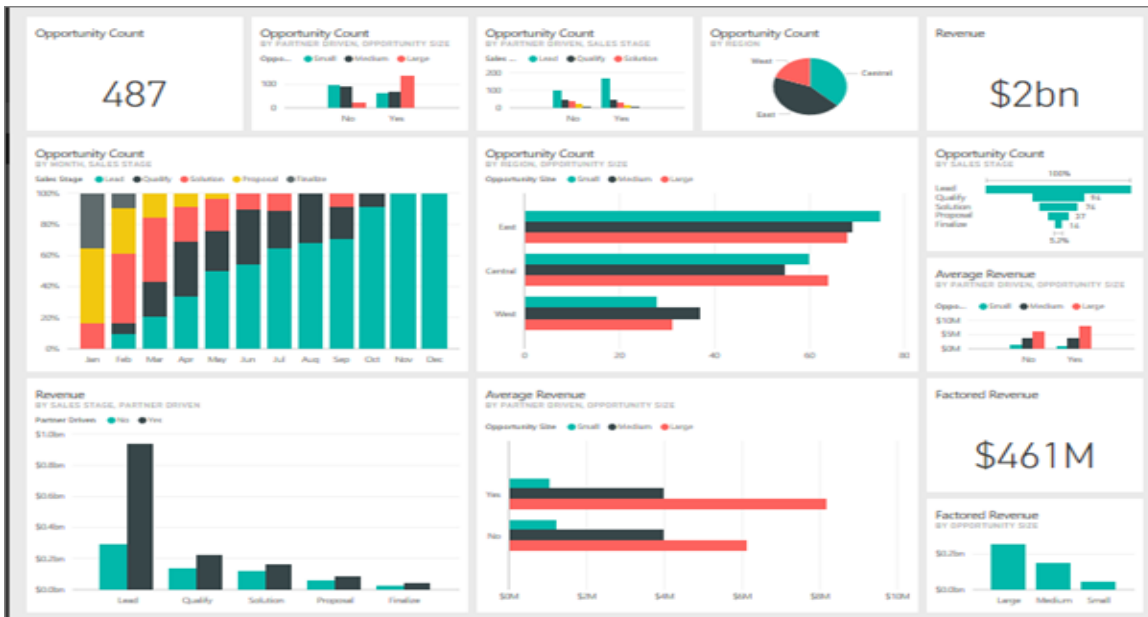 Opportunity Count
487
Opportunity Count
BY PARTNER DRIVEN, OPPORTUNITY SIZE
Oppo... Small Medium Large
100
0
No Yes
Opportunity Count
BY PARTNER DRIVEN, SALES STAGE
Sales ... Lead Qualify Solution
200
100
0
No Yes
Opportunity Count
BY REGION
West
Central
East
Revenue
$2bn
Opportunity Count
BY MONTH, SALES STAGE
Sales Stage Lead Qualify Solution Proposal Finalize
100%
80%
60%
40%
20%
0%
Jan Feb Mar Apr May Jun Jul Aug Sep Oct Nov Dec
Opportunity Count
BY REGION, OPPORTUNITY SIZE
Opportunity Size Small Medium Large
East
Central
West
0 20 40 60 80
Opportunity Count
BY SALES STAGE
100%
Lead
Qualify 94
Solution 76
Proposal 37
Finalize 14
5.2%
Average Revenue
BY PARTNER DRIVEN, OPPORTUNITY SIZE
Oppo... Small Medium Large
$10M
$5M
$0M
No Yes
Revenue
BY SALES STAGE, PARTNER DRIVEN
Partner Driven No Yes
$1.0bn
$0.8bn
$0.6bn
$0.4bn
$0.2bn
$0.0bn
Lead Qualify Solution Proposal Finalize
Average Revenue
BY PARTNER DRIVEN, OPPORTUNITY SIZE
Opportunity Size Small Medium Large
Yes
No
$0M $2M $4M $6M $8M $10M
Factored Revenue
$461M
Factored Revenue
BY OPPORTUNITY SIZE
$0.2bn
$0.0bn
Large Medium Small